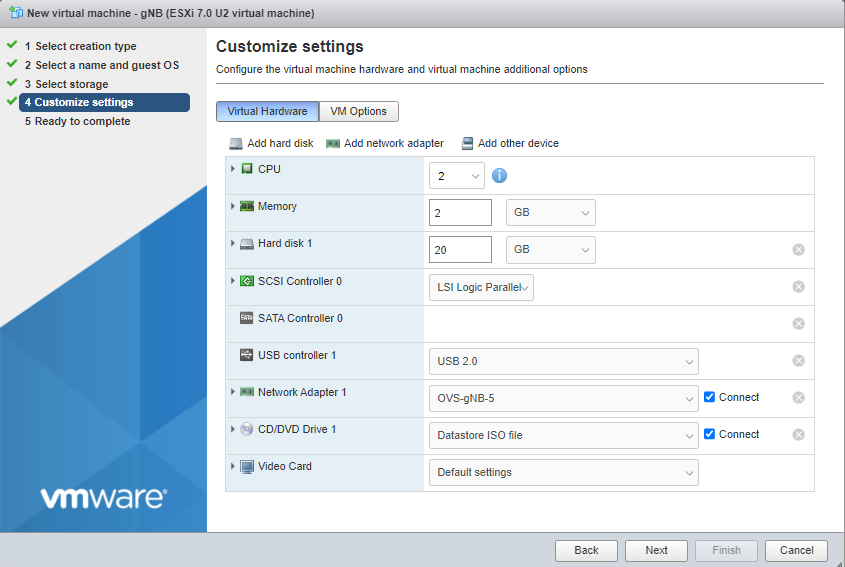 New virtual machine - gNB (ESXi 7.0 U2 virtual machine)
1 Select creation type
2 Select a name and guest OS
3 Select storage
4 Customize settings
5 Ready to complete
Customize settings
Configure the virtual machine hardware and virtual machine additional options
Virtual Hardware VM Options
Add hard disk Add network adapter Add other device
CPU 2 i
Memory 2 GB
Hard disk 1 20 GB
SCSI Controller 0 LSI Logic Parallel
SATA SATA Controller 0
USB controller 1 USB 2.0
Network Adapter 1 OVS-gNB-5 Connect
CD/DVD Drive 1 Datastore ISO file Connect
Video Card Default settings
vmware®
Back Next Finish Cancel